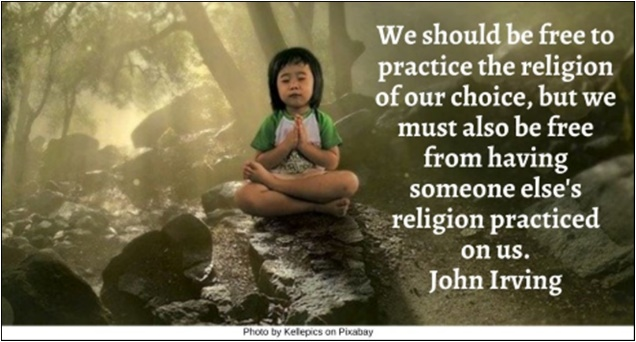 We should be free to
practice the religion
of our choice, but we
must also be free
from having
someone else's
religion practiced
on us.
John Irving
Photo by Kellepics on Pixabay